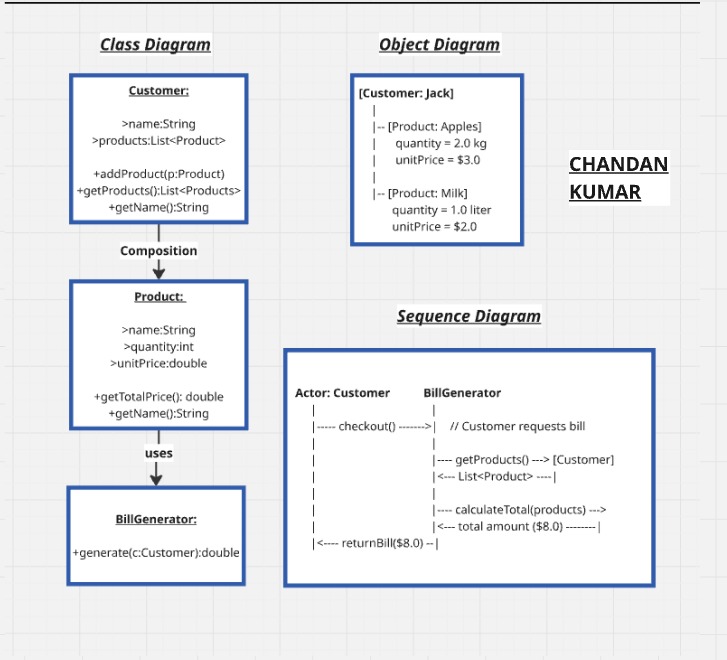 Class Diagram
Customer:
>name:String
>products:List<Product>
+addProduct(p:Product)
+getProducts():List<Products>
+getName():String
Composition
Product:
>name:String
>quantity:int
>unitPrice:double
+getTotalPrice(): double
+getName():String
uses
BillGenerator:
+generate(c:Customer):double
Object Diagram
[Customer: Jack]
|
|-- [Product: Apples]
| quantity = 2.0 kg
| unitPrice = $3.0
|
|-- [Product: Milk]
quantity = 1.0 liter
unitPrice = $2.0
CHANDAN
KUMAR
Sequence Diagram
Actor: Customer BillGenerator
| |
|----- checkout() ------->| // Customer requests bill
| |
| |---- getProducts() ---> [Customer]
| |<--- List<Product> ----|
| |
| |---- calculateTotal(products) --->
| |<--- total amount ($8.0) --------|
|<---- returnBill($8.0) --|